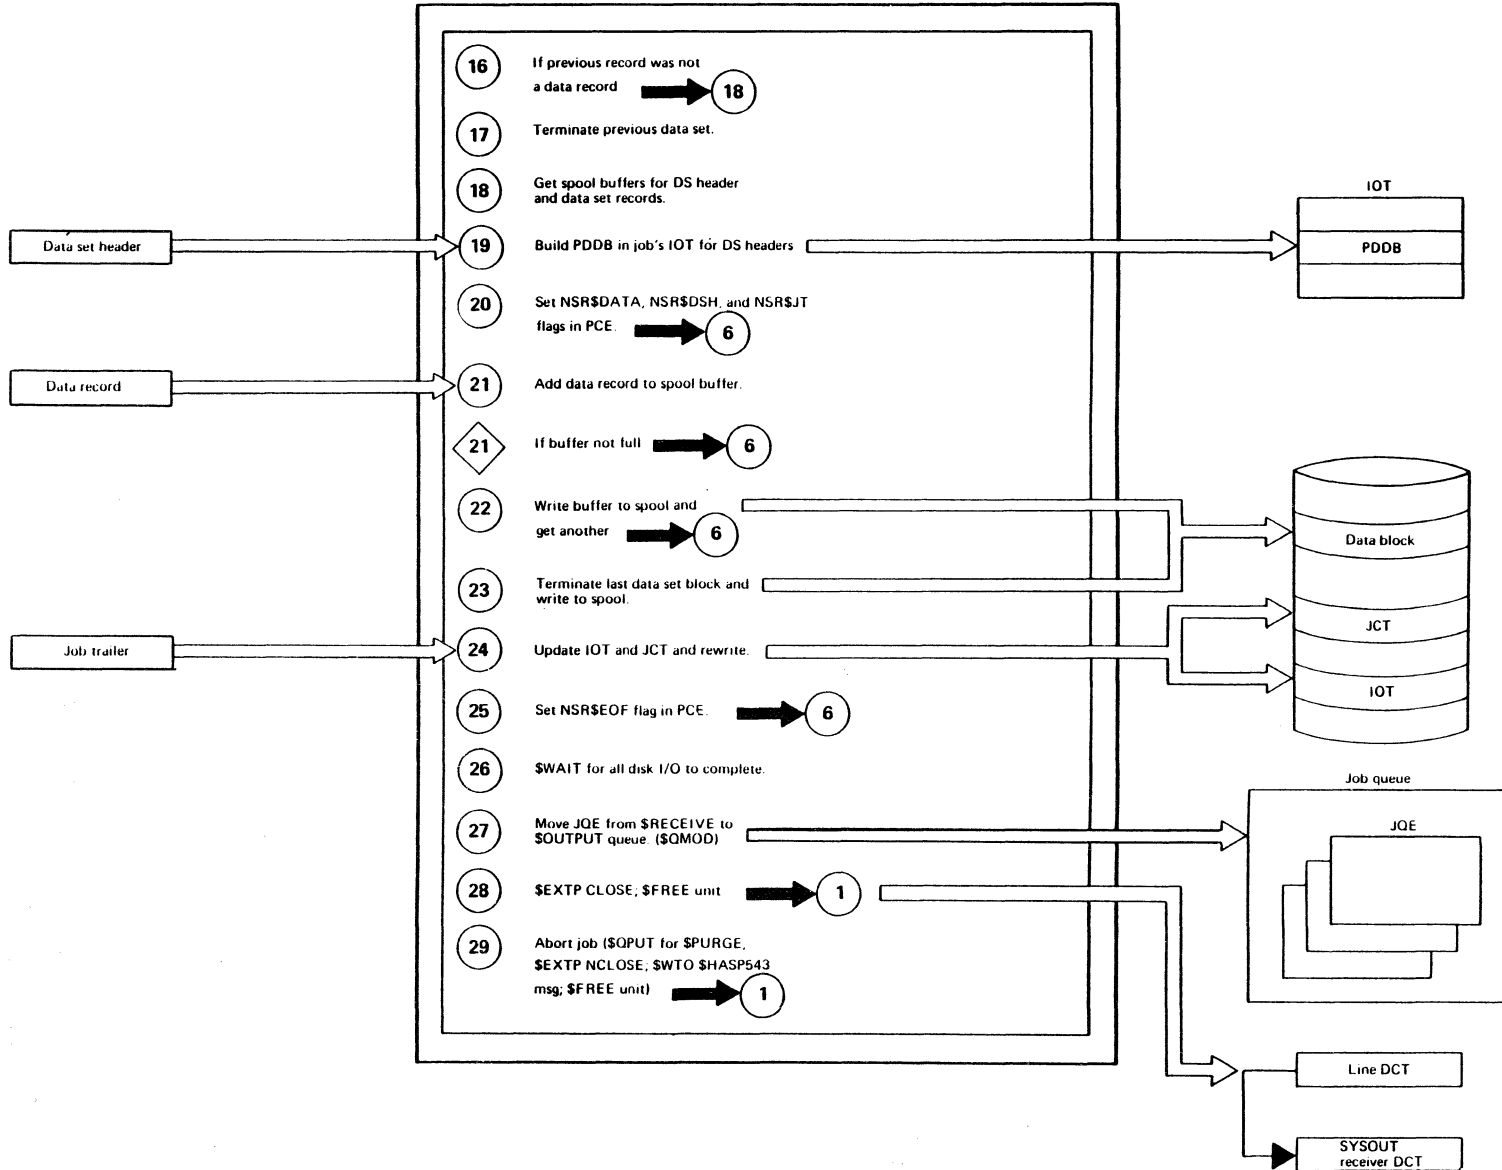 16
If previous record was not
a data record
18
17
Terminate previous data set.
18
Get spool buffers for DS header
and data set records.
IOT
Data set header
19
Build PDDB in job's IOT for DS headers
PDDB
20
Set NSR$DATA, NSR$DSH, and NSR$JT
flags in PCE.
6
Data record
21
Add data record to spool buffer.
21
If buffer not full
6
22
Write buffer to spool and
get another
6
Data block
23
Terminate last data set block and
write to spool.
JCT
Job trailer
24
Update IOT and JCT and rewrite.
IOT
25
Set NSR$EOF flag in PCE.
6
26
$WAIT for all disk I/O to complete.
Job queue
27
Move JQE from $RECEIVE to
$OUTPUT queue. ($QMOD)
JQE
28
$EXTP CLOSE; $FREE unit
1
29
Abort job ($QPUT for $PURGE,
$EXTP NCLOSE; $WTO $HASP543
msg; $FREE unit)
1
Line DCT
SYSOUT
receiver DCT